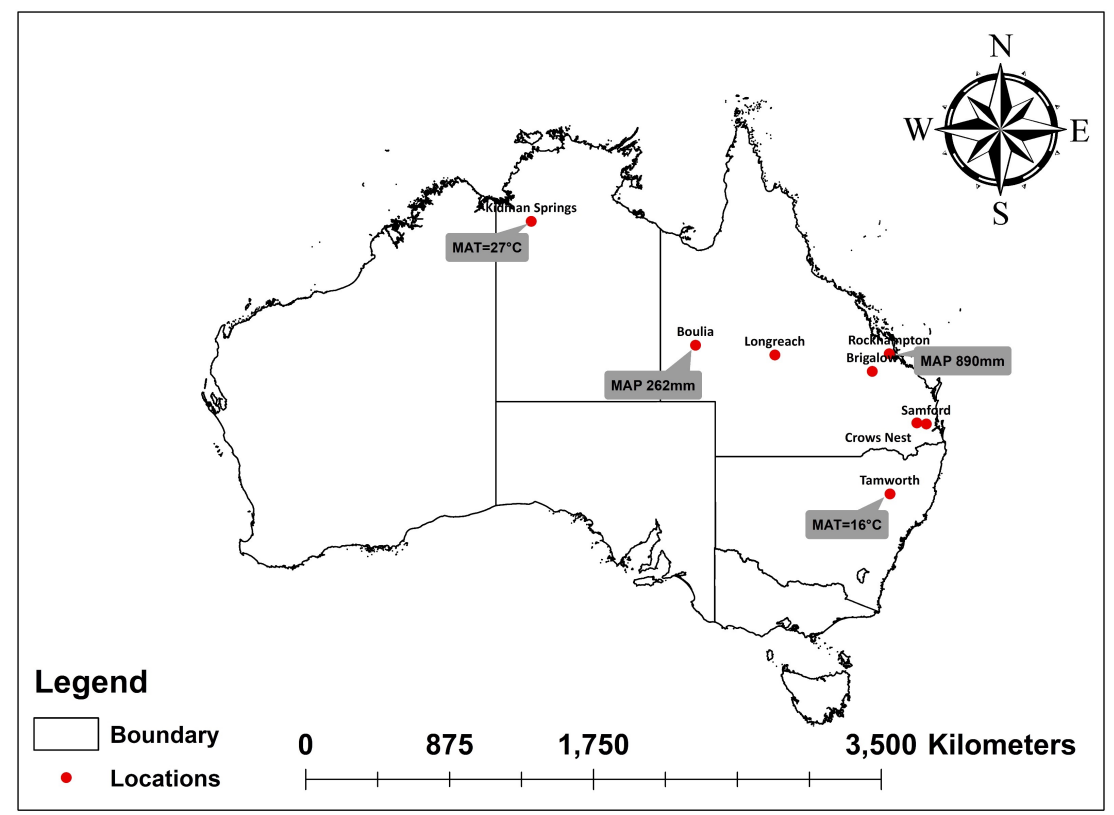 N
W
E
S
Kidman Springs
MAT=27°C
Boulia
Longreach
Rockhampton
MAP 890mm
Brigalow
MAP 262mm
Samford
Crows Nest
Tamworth
MAT=16°C
Legend
Boundary
Locations
0 875 1,750 3,500 Kilometers